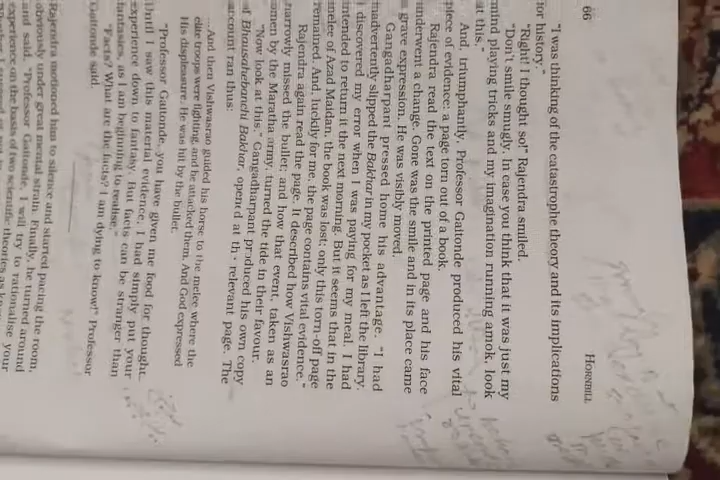 66 HORNBILL
"I was thinking of the catastrophe theory and its implications
for history."
"Right! I thought so!" Rajendra smiled.
"Don't smile smugly. In case you think that it was just my
mind playing tricks and my imagination running amok, look
at this."
And, triumphantly, Professor Gaitonde produced his vital
piece of evidence: a page torn out of a book.
Rajendra read the text on the printed page and his face
underwent a change. Gone was the smile and in its place came
a grave expression. He was visibly moved.
Gangadharpant pressed home his advantage. "I had
inadvertently slipped the Bakhar in my pocket as I left the library.
I discovered my error when I was paying for my meal. I had
intended to return it the next morning. But it seems that in the
melee of Azad Maidan, the book was lost; only this torn-off page
remained. And, luckily for me, the page contains vital evidence."
Rajendra again read the page. It described how Vishwasrao
narrowly missed the bullet; and how that event, taken as an
omen by the Maratha army, turned the tide in their favour.
"Now look at this." Gangadharpant produced his own copy
of Bhausahebanchi Bakhar, opened at the relevant page. The
account ran thus:
...And then Vishwasrao guided his horse to the melee where the
elite troops were fighting, and he attacked them. And God expressed
His displeasure. He was hit by the bullet.
"Professor Gaitonde, you have given me food for thought.
Until I saw this material evidence, I had simply put your
experience down to fantasy. But facts can be stranger than
fantasies, as I am beginning to realise."
"Facts? What are the facts? I am dying to know!" Professor
Gaitonde said.
Rajendra motioned him to silence and started pacing the room,
obviously under great mental strain. Finally, he turned around
and said, "Professor Gaitonde, I will try to rationalise your
experience on the basis of two scientific theories as